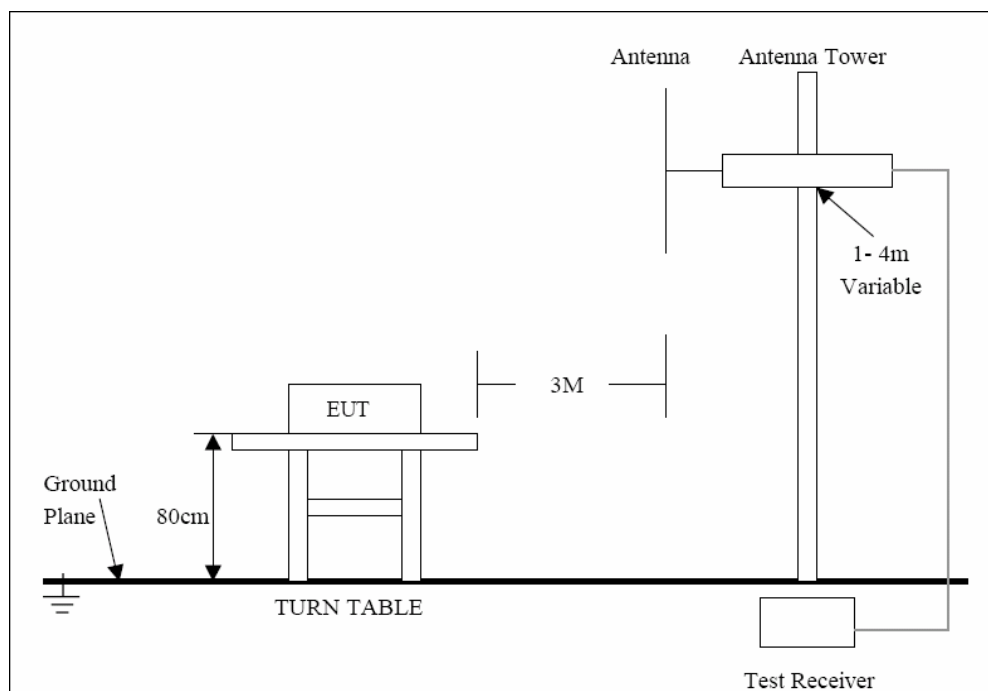 Antenna
Antenna Tower
1- 4m
Variable
3M
EUT
Ground
Plane
80cm
TURN TABLE
Test Receiver